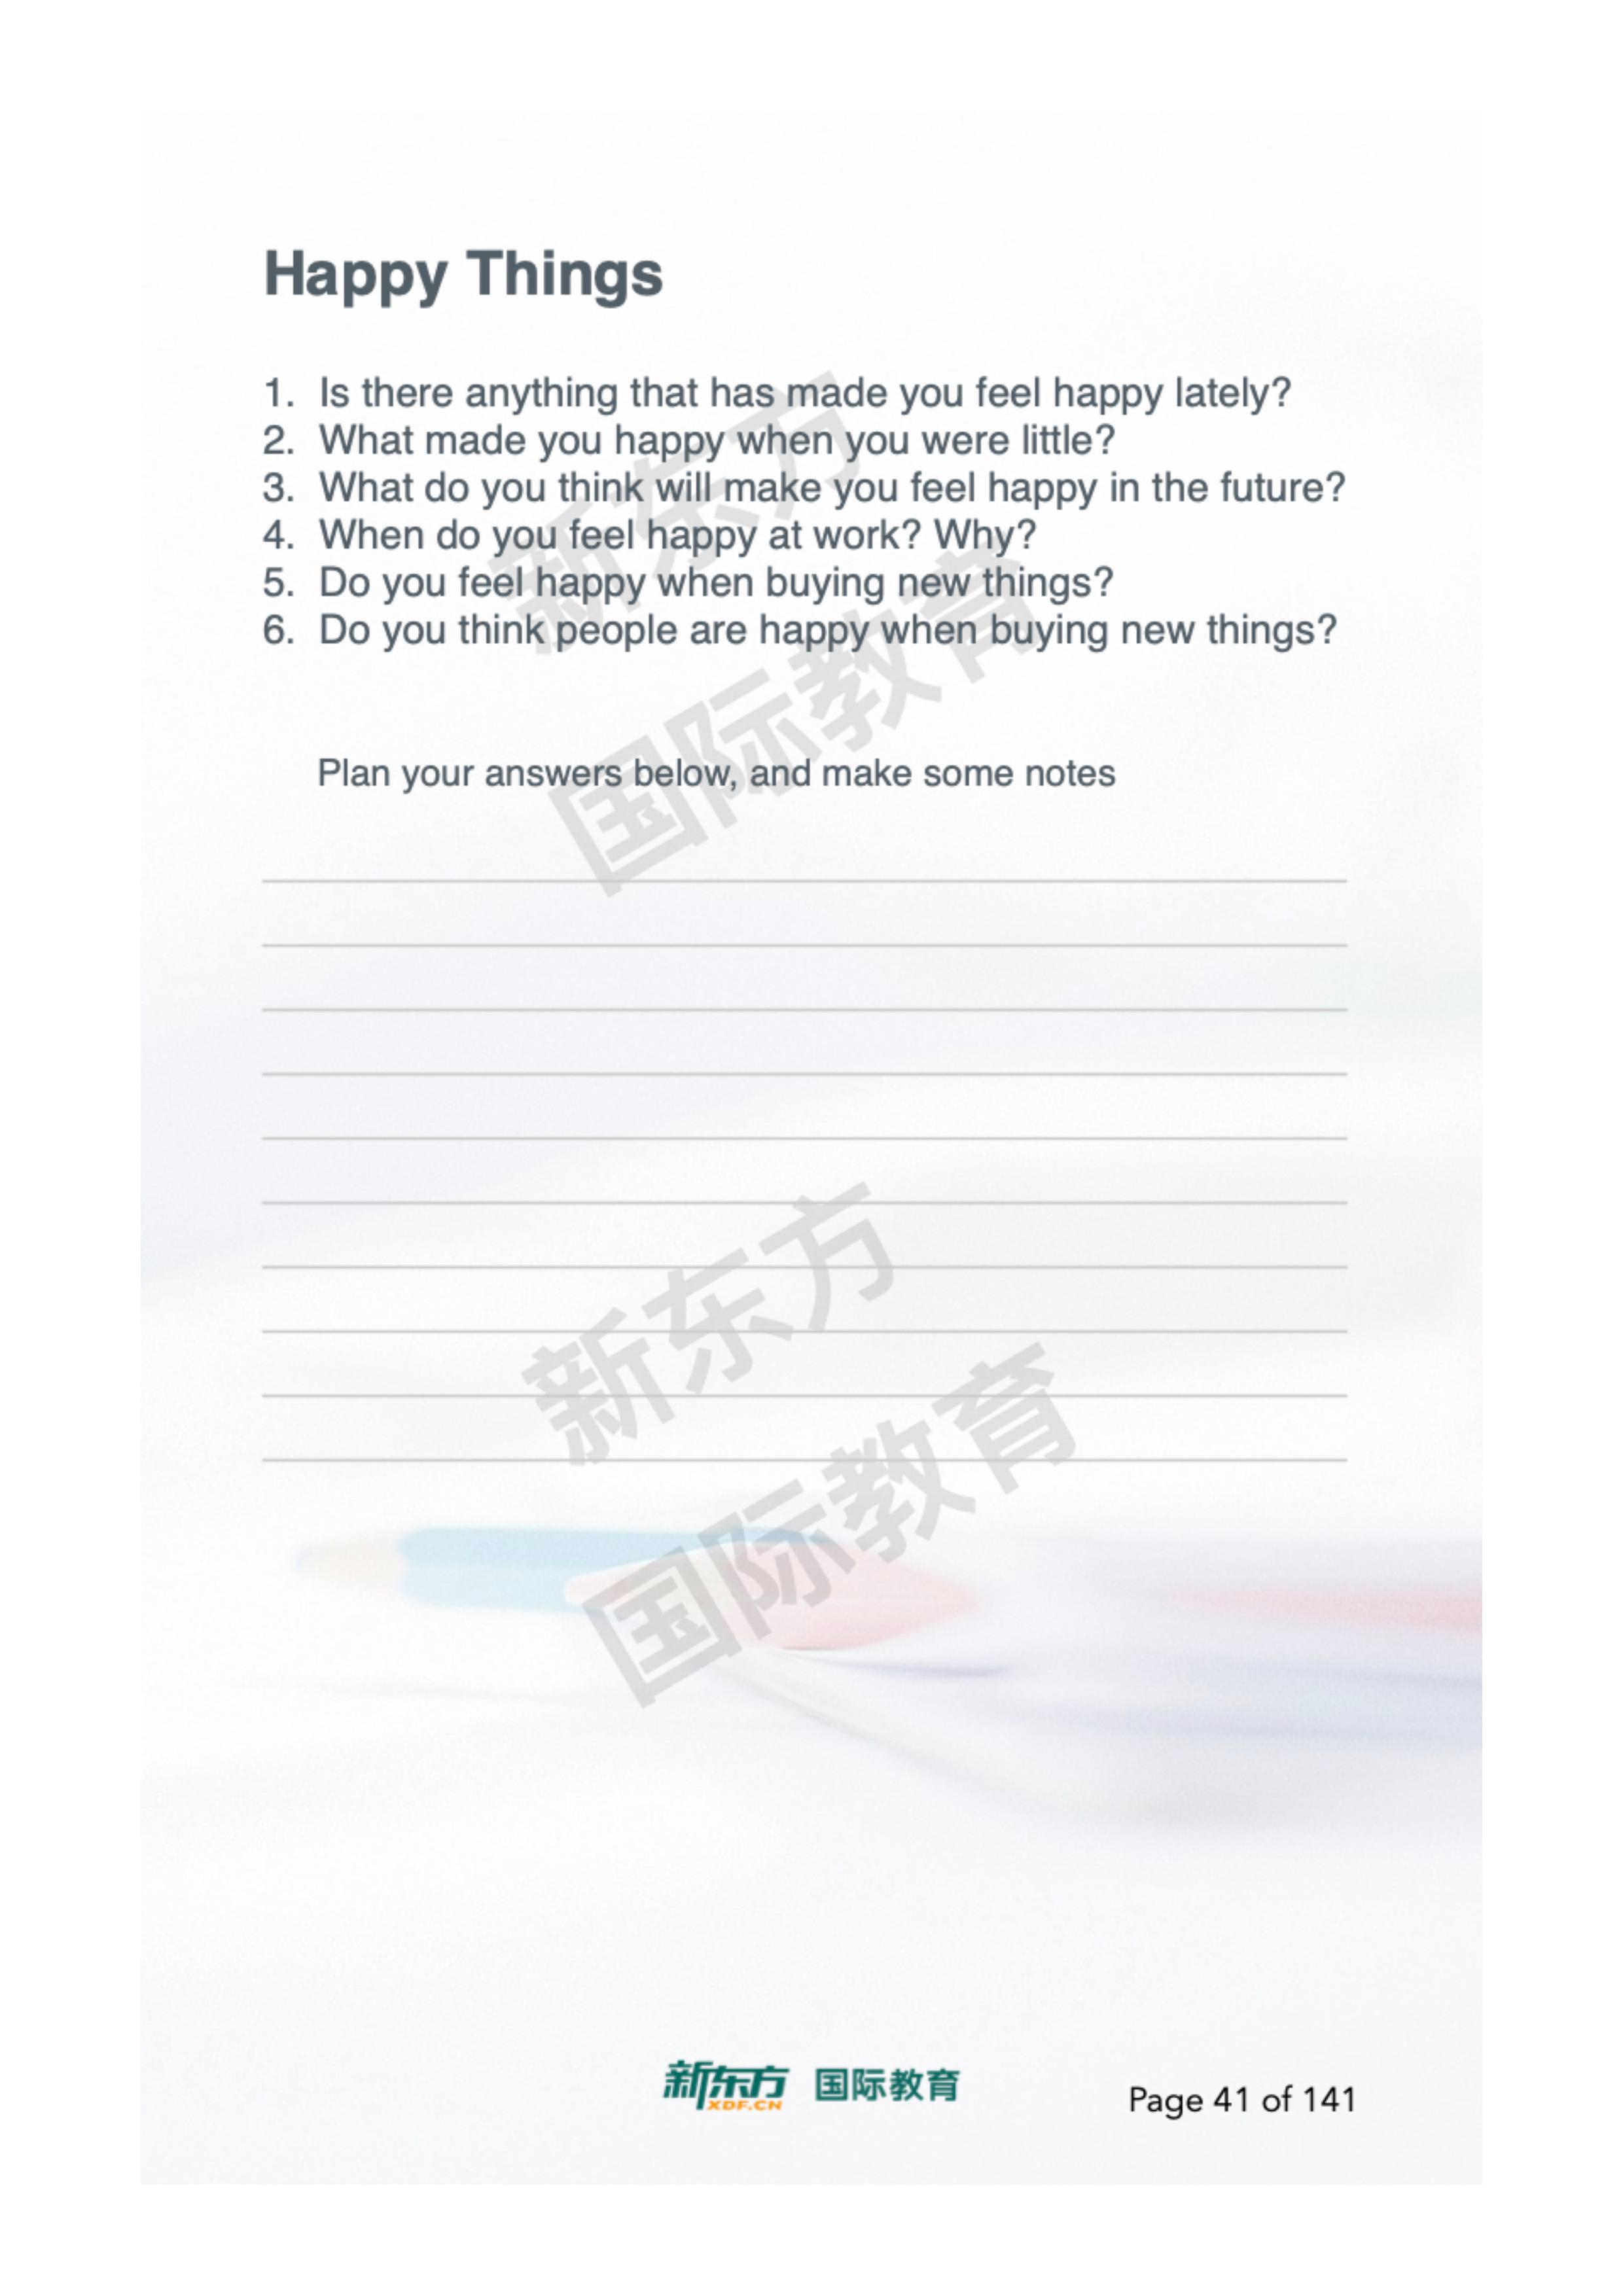 Happy Things
1. Is there anything that has made you feel happy lately?
2. What made you happy when you were little?
3. What do you think will make you feel happy in the future?
4. When do you feel happy at work? Why?
5. Do you feel happy when buying new things?
6. Do you think people are happy when buying new things?
Plan your answers below, and make some notes
新东方
国际教育
新东方
国际教育
新东方 国际教育
XDF.CN
Page 41 of 141